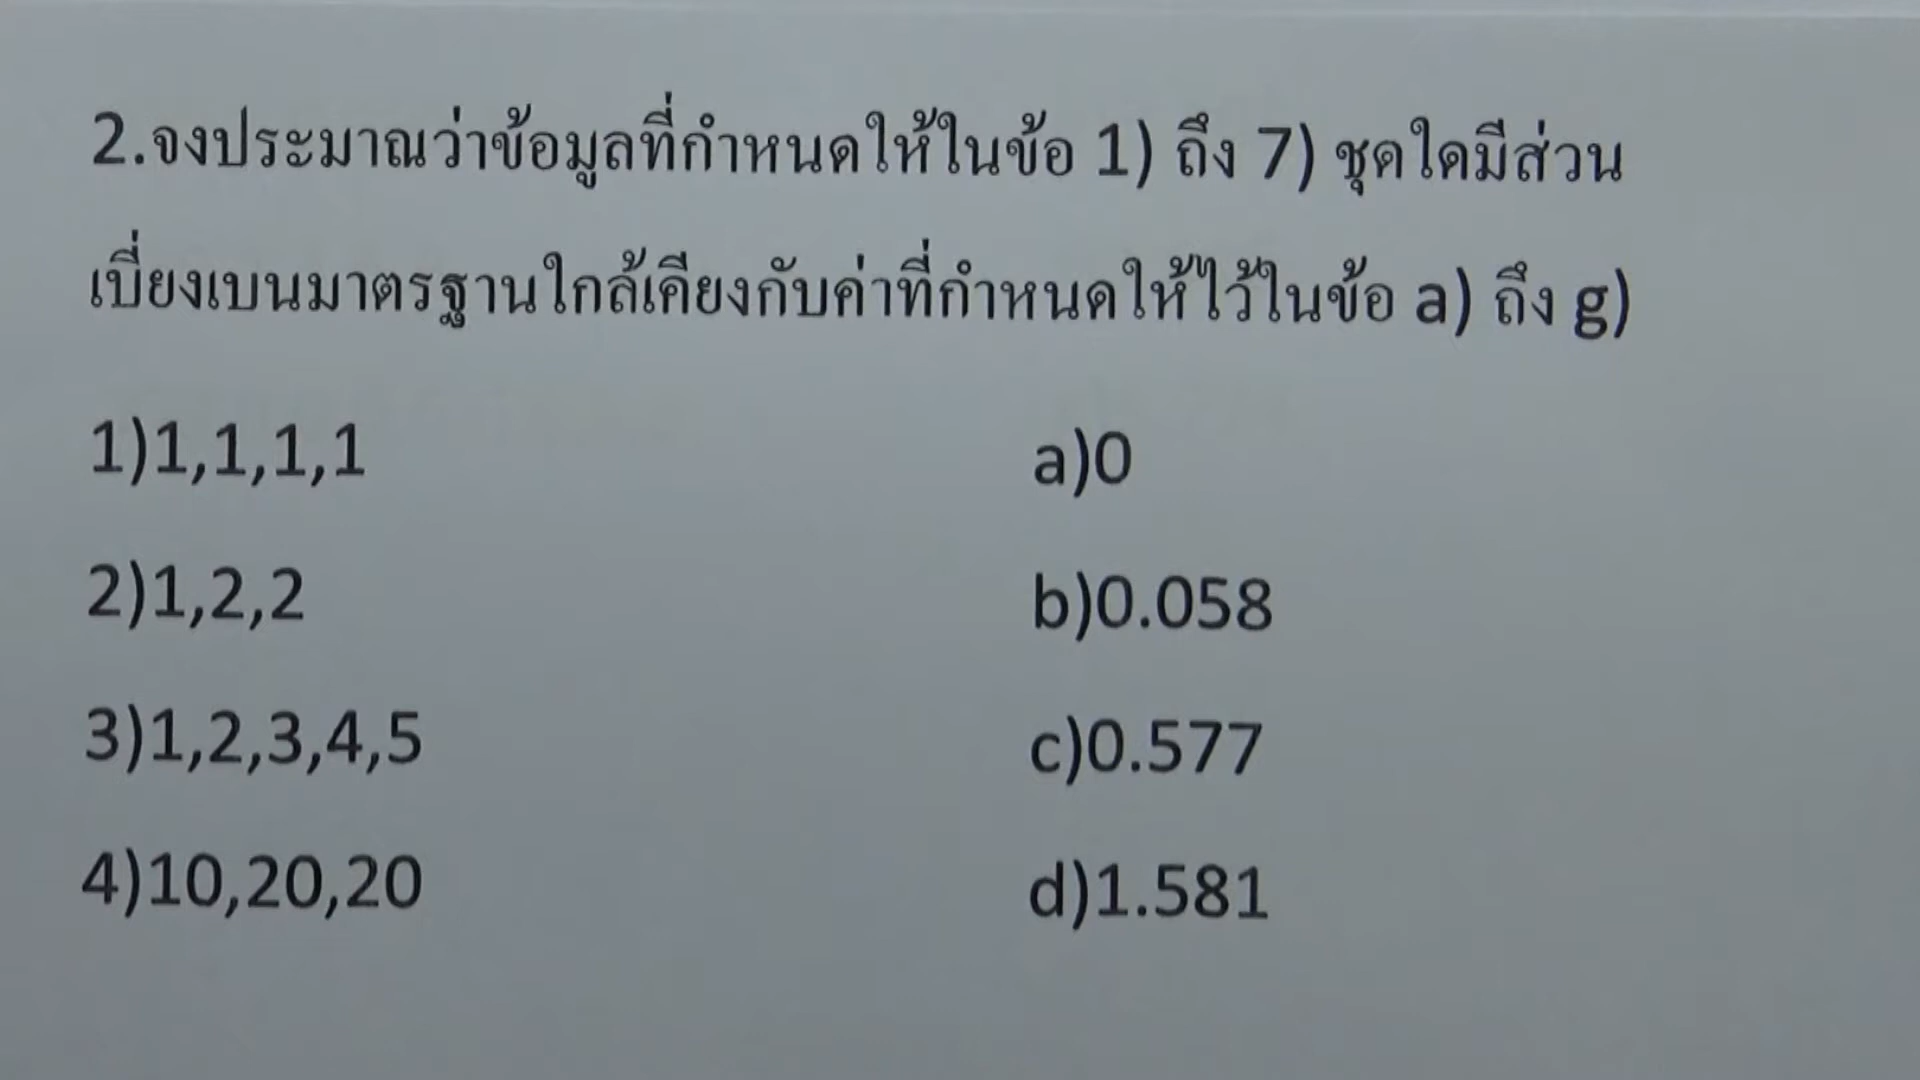 2.จงประมาณว่าข้อมูลที่กำหนดให้ในข้อ 1) ถึง 7) ชุดใดมีส่วน
เบี่ยงเบนมาตรฐานใกล้เคียงกับค่าที่กำหนดให้ไว้ในข้อ a) ถึง g)
1)1,1,1,1
a)0
2)1,2,2
b)0.058
3)1,2,3,4,5
c)0.577
4)10,20,20
d)1.581